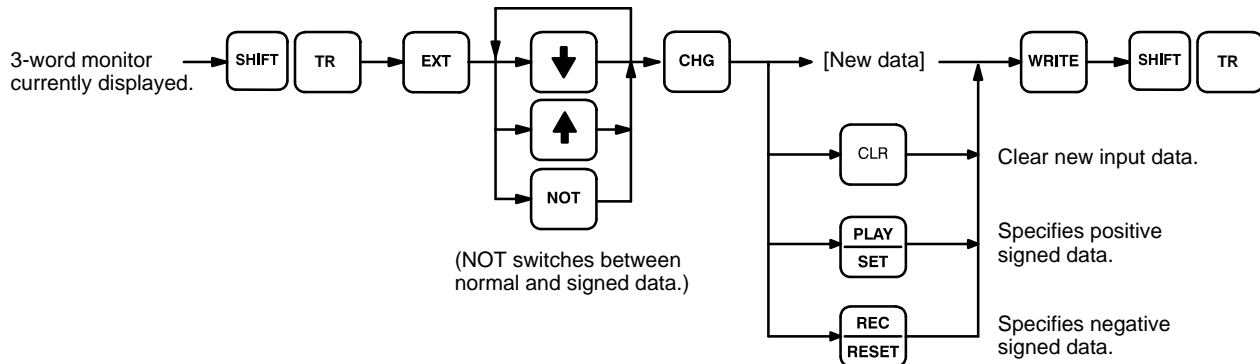 3-word monitor
currently displayed.
SHIFT
TR
EXT
CHG
[New data]
WRITE
SHIFT
TR
NOT
(NOT switches between
normal and signed data.)
CLR
Clear new input data.
PLAY
SET
Specifies positive
signed data.
REC
RESET
Specifies negative
signed data.